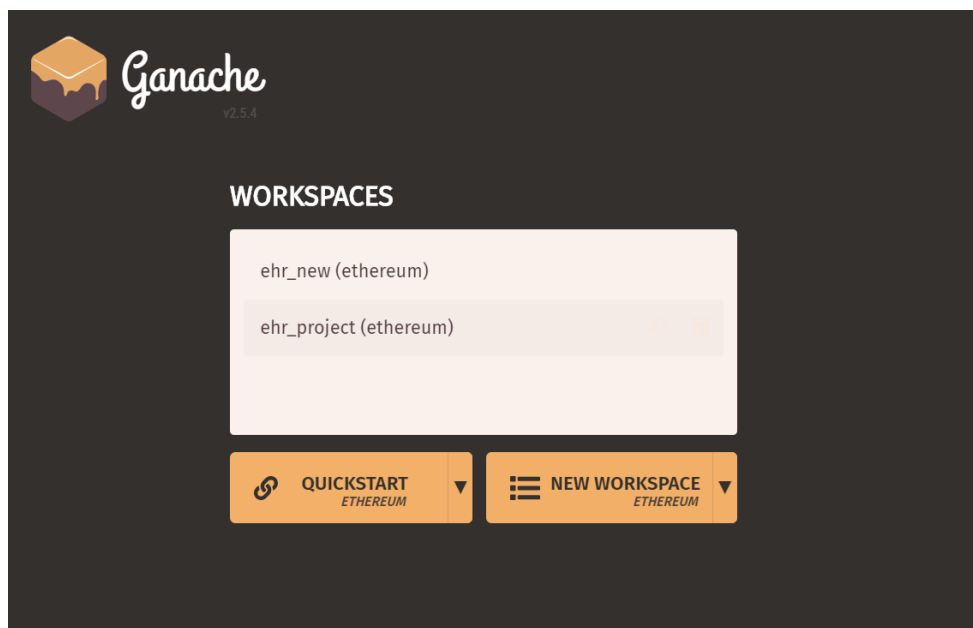 Ganache
v2.5.4
WORKSPACES
ehr_new (ethereum)
ehr_project (ethereum)
QUICKSTART
ETHEREUM
NEW WORKSPACE
ETHEREUM